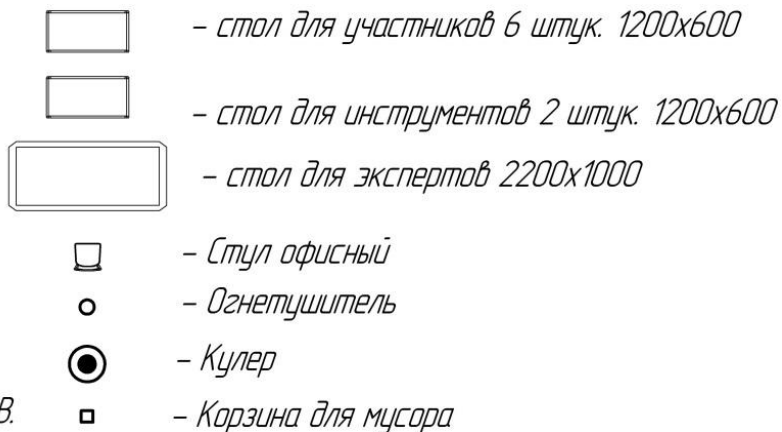 – стол для участников 6 штук. 1200х600
– стол для инструментов 2 штук. 1200х600
– стол для экспертов 2200х1000
– Стул офисный
– Огнетушитель
– Кулер
В. – Корзина для мусора